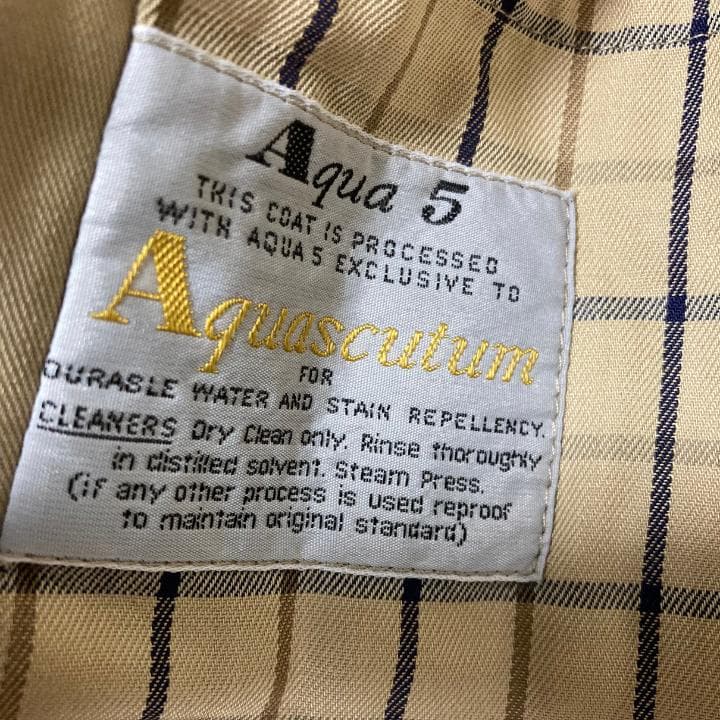 Aqua 5
THIS COAT IS PROCESSED
WITH AQUA 5 EXCLUSIVE TO
Aquascutum
FOR
DURABLE WATER AND STAIN REPELLENCY.
CLEANERS Dry Clean only. Rinse thoroughly
in distilled solvent. Steam Press.
(if any other process is used reproof
to maintain original standard)